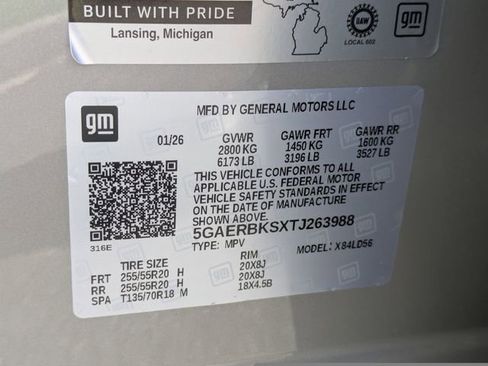 BUILT WITH PRIDE
Lansing, Michigan
UAW
LOCAL 602
gm
gm
MFD BY GENERAL MOTORS LLC
01/26 GVWR GAWR FRT GAWR RR
2800 KG 1450 KG 1600 KG
6173 LB 3196 LB 3527 LB
THIS VEHICLE CONFORMS TO ALL
APPLICABLE U.S. FEDERAL MOTOR
VEHICLE SAFETY STANDARDS IN EFFECT
ON THE DATE OF MANUFACTURE
SHOWN ABOVE.
5GAERBKSXTJ263988
316E
TYPE: MPV MODEL: X84LD56
TIRE SIZE RIM
FRT 255/55R20 H 20X8J
RR 255/55R20 H 20X8J
SPA T135/70R18 M 18X4.5B